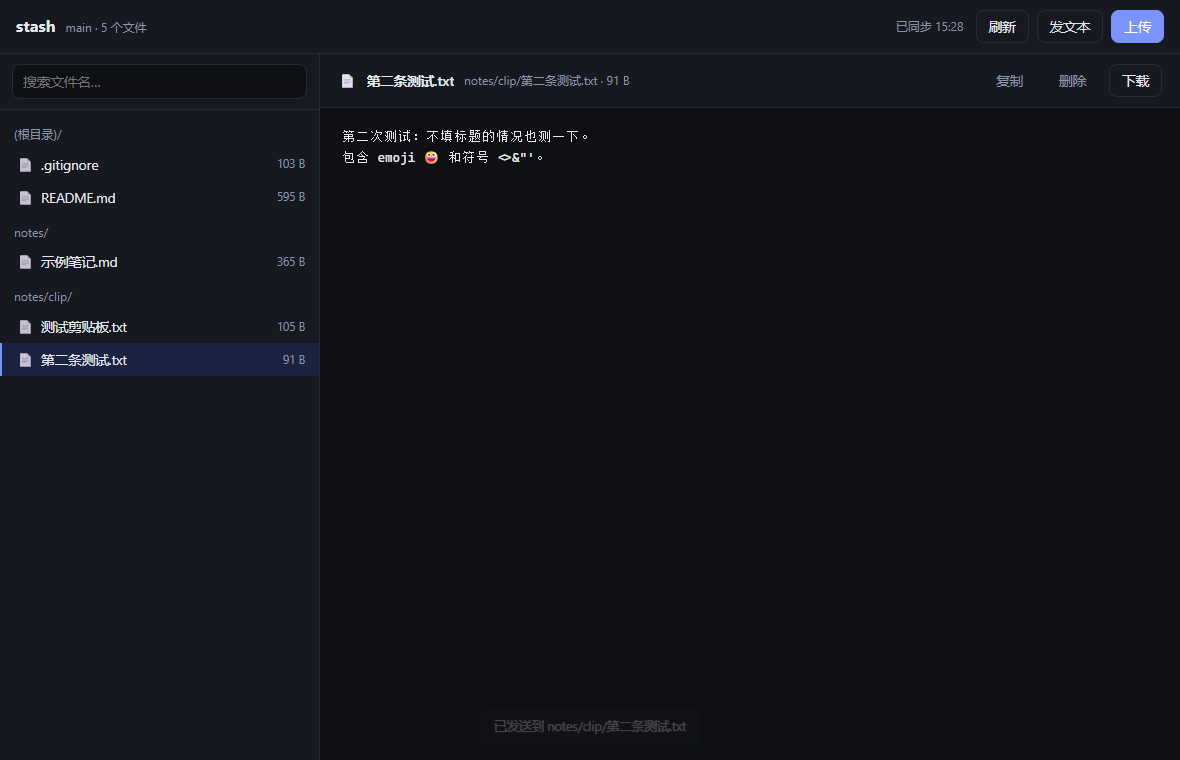 stash main · 5 个文件 已同步 15:28 刷新 发文本 上传
搜索文件名...
第二条测试.txt notes/clip/第二条测试.txt · 91 B 复制 删除 下载
(根目录)/
.gitignore 103 B
README.md 595 B
notes/
示例笔记.md 365 B
notes/clip/
测试剪贴板.txt 105 B
第二条测试.txt 91 B
第二次测试：不填标题的情况也测一下。
包含 emoji 😀 和符号 <>&"'。
已发送到 notes/clip/第二条测试.txt